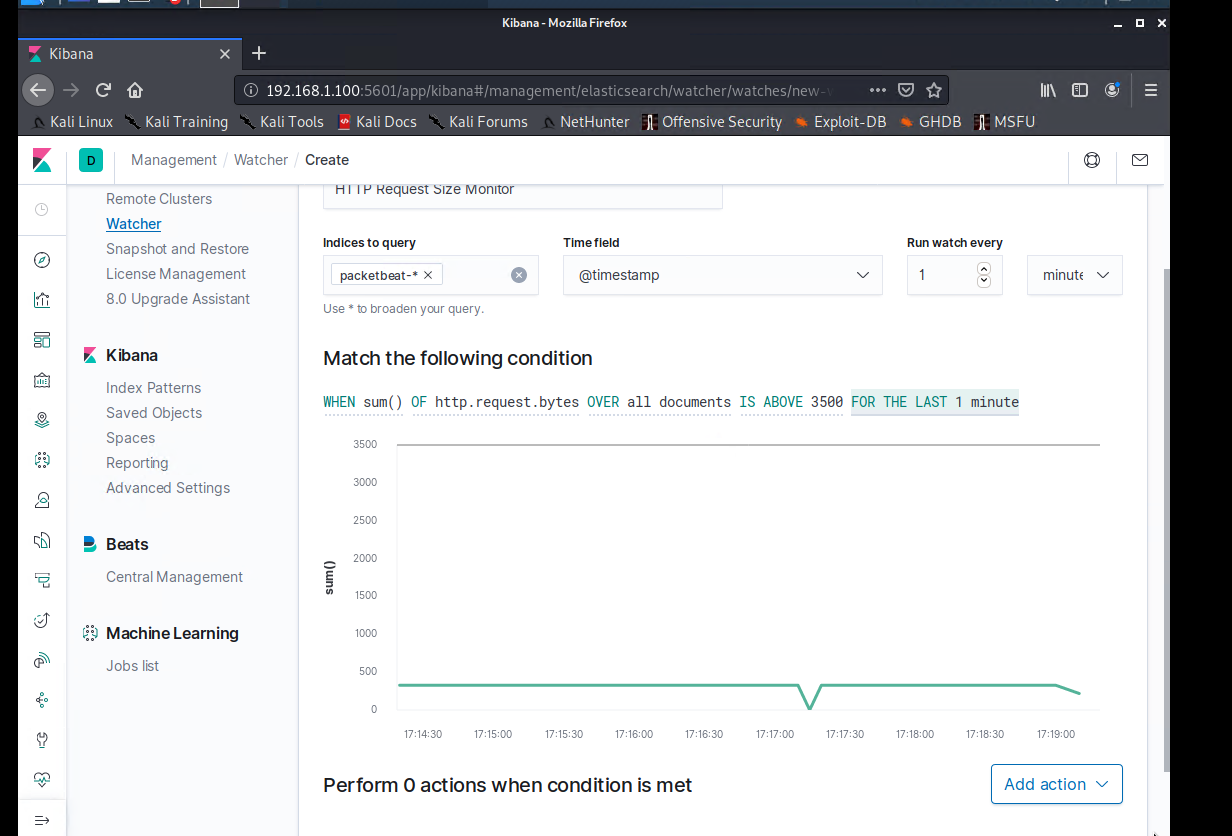 Kibana - Mozilla Firefox
Kibana
192.168.1.100:5601/app/kibana#/management/elasticsearch/watcher/watches/new-
Kali Linux Kali Training Kali Tools Kali Docs Kali Forums NetHunter Offensive Security Exploit-DB GHDB MSFU
D Management / Watcher / Create
Remote Clusters
Watcher
Snapshot and Restore
License Management
8.0 Upgrade Assistant
Kibana
Index Patterns
Saved Objects
Spaces
Reporting
Advanced Settings
Beats
Central Management
Machine Learning
Jobs list
HTTP Request Size Monitor
Indices to query Time field Run watch every
packetbeat-* × @timestamp 1 minute
Use * to broaden your query.
Match the following condition
WHEN sum() OF http.request.bytes OVER all documents IS ABOVE 3500 FOR THE LAST 1 minute
3500
3000
2500
2000
1500
1000
500
0
sum()
17:14:30 17:15:00 17:15:30 17:16:00 17:16:30 17:17:00 17:17:30 17:18:00 17:18:30 17:19:00
Perform 0 actions when condition is met
Add action